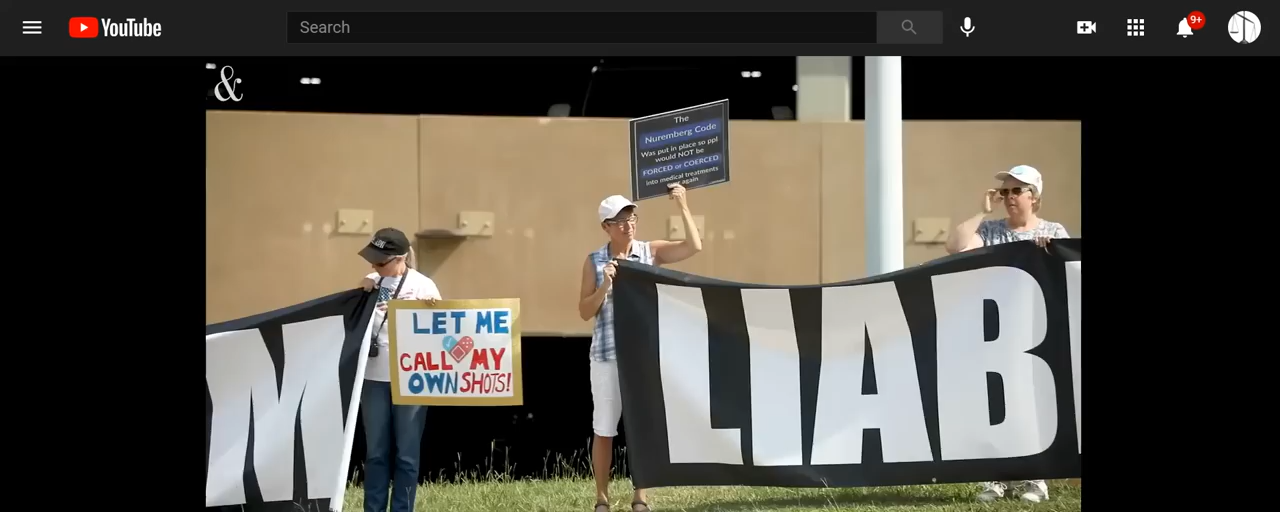 YouTube
Search
9+
&
The
Nuremberg Code
Was put in place so ppl
would NOT be
FORCED or COERCED
into medical treatments
again
LET ME
CALL MY
OWN SHOTS!
M
LIAB